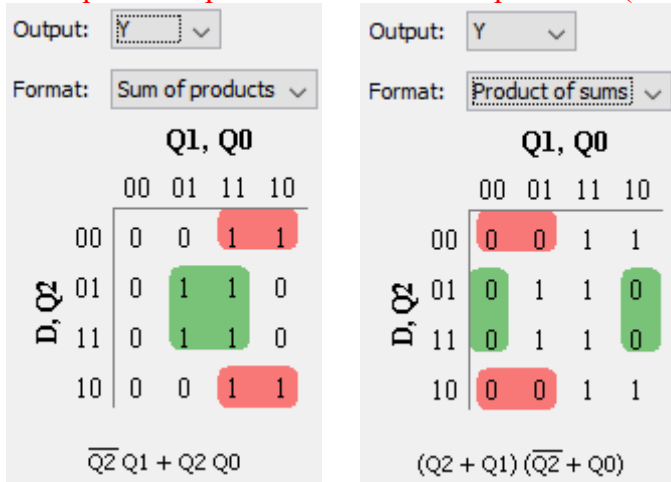 Output: Y
Format: Sum of products
Q1, Q0
00 01 11 10
D, Q2
00 0 0 1 1
01 0 1 1 0
11 0 1 1 0
10 0 0 1 1
Q2̅ Q1 + Q2 Q0
Output: Y
Format: Product of sums
Q1, Q0
00 01 11 10
D, Q2
00 0 0 1 1
01 0 1 1 0
11 0 1 1 0
10 0 0 1 1
(Q2 + Q1) (Q̅2̅ + Q0)